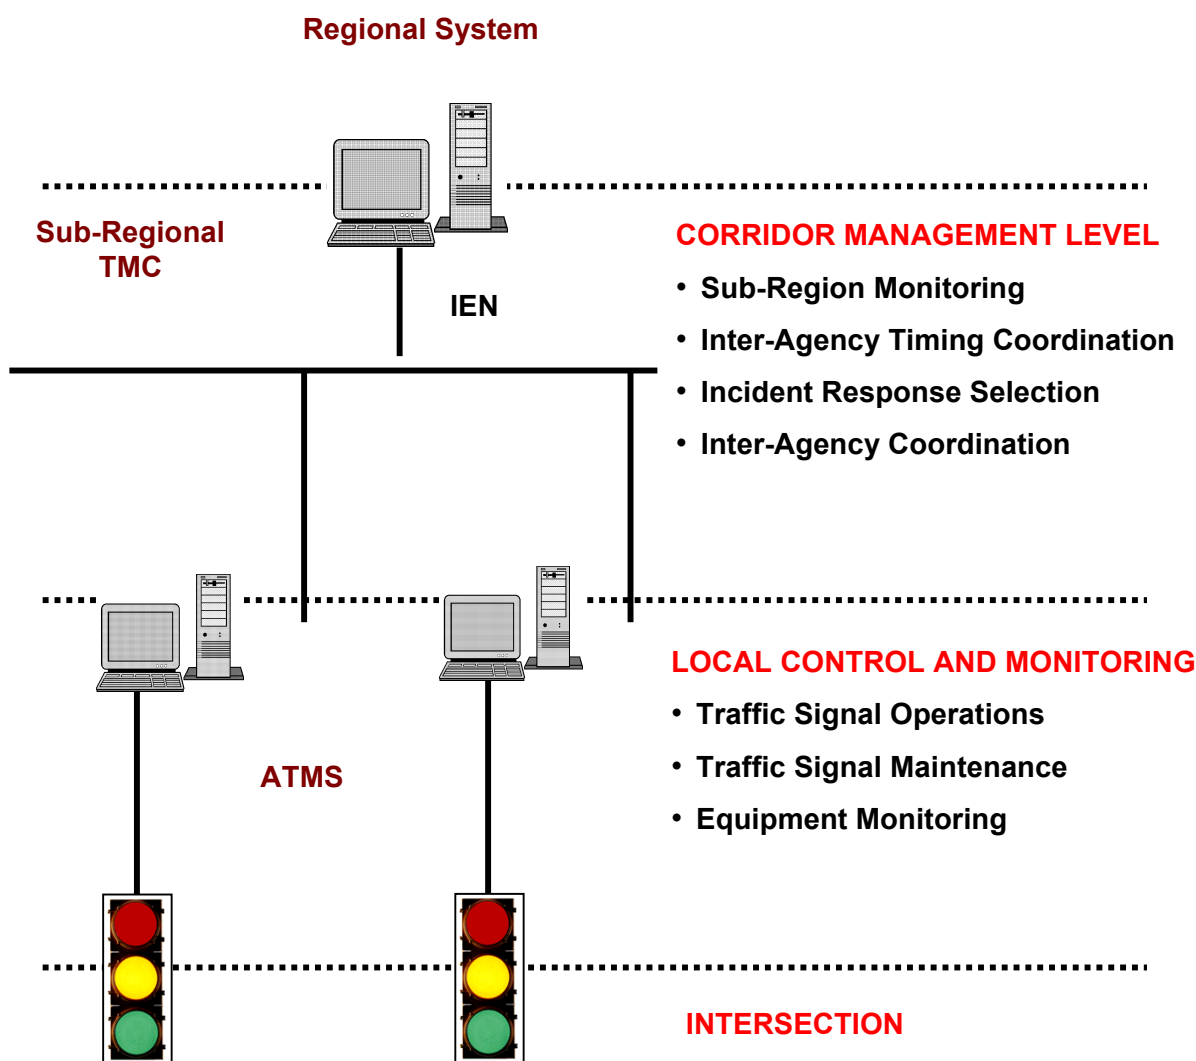 Regional System
Sub-Regional
TMC
IEN
CORRIDOR MANAGEMENT LEVEL
• Sub-Region Monitoring
• Inter-Agency Timing Coordination
• Incident Response Selection
• Inter-Agency Coordination
ATMS
LOCAL CONTROL AND MONITORING
• Traffic Signal Operations
• Traffic Signal Maintenance
• Equipment Monitoring
INTERSECTION